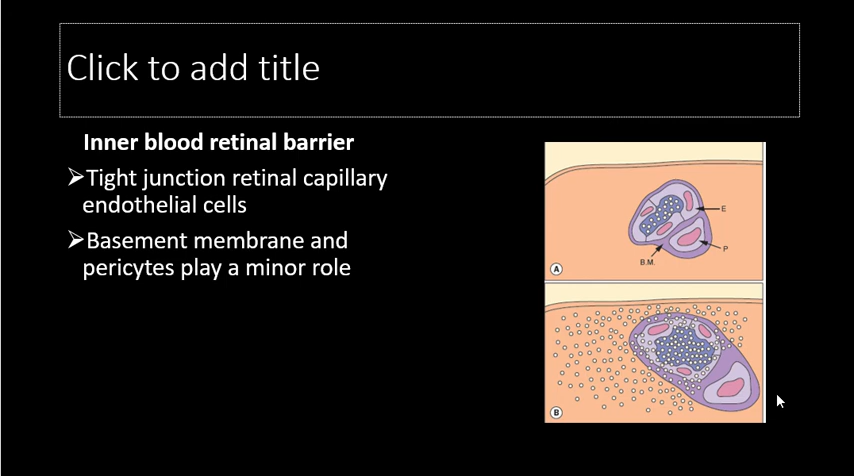 Click to add title
Inner blood retinal barrier
➢Tight junction retinal capillary
endothelial cells
➢Basement membrane and
pericytes play a minor role
E
P
B.M.
A
B